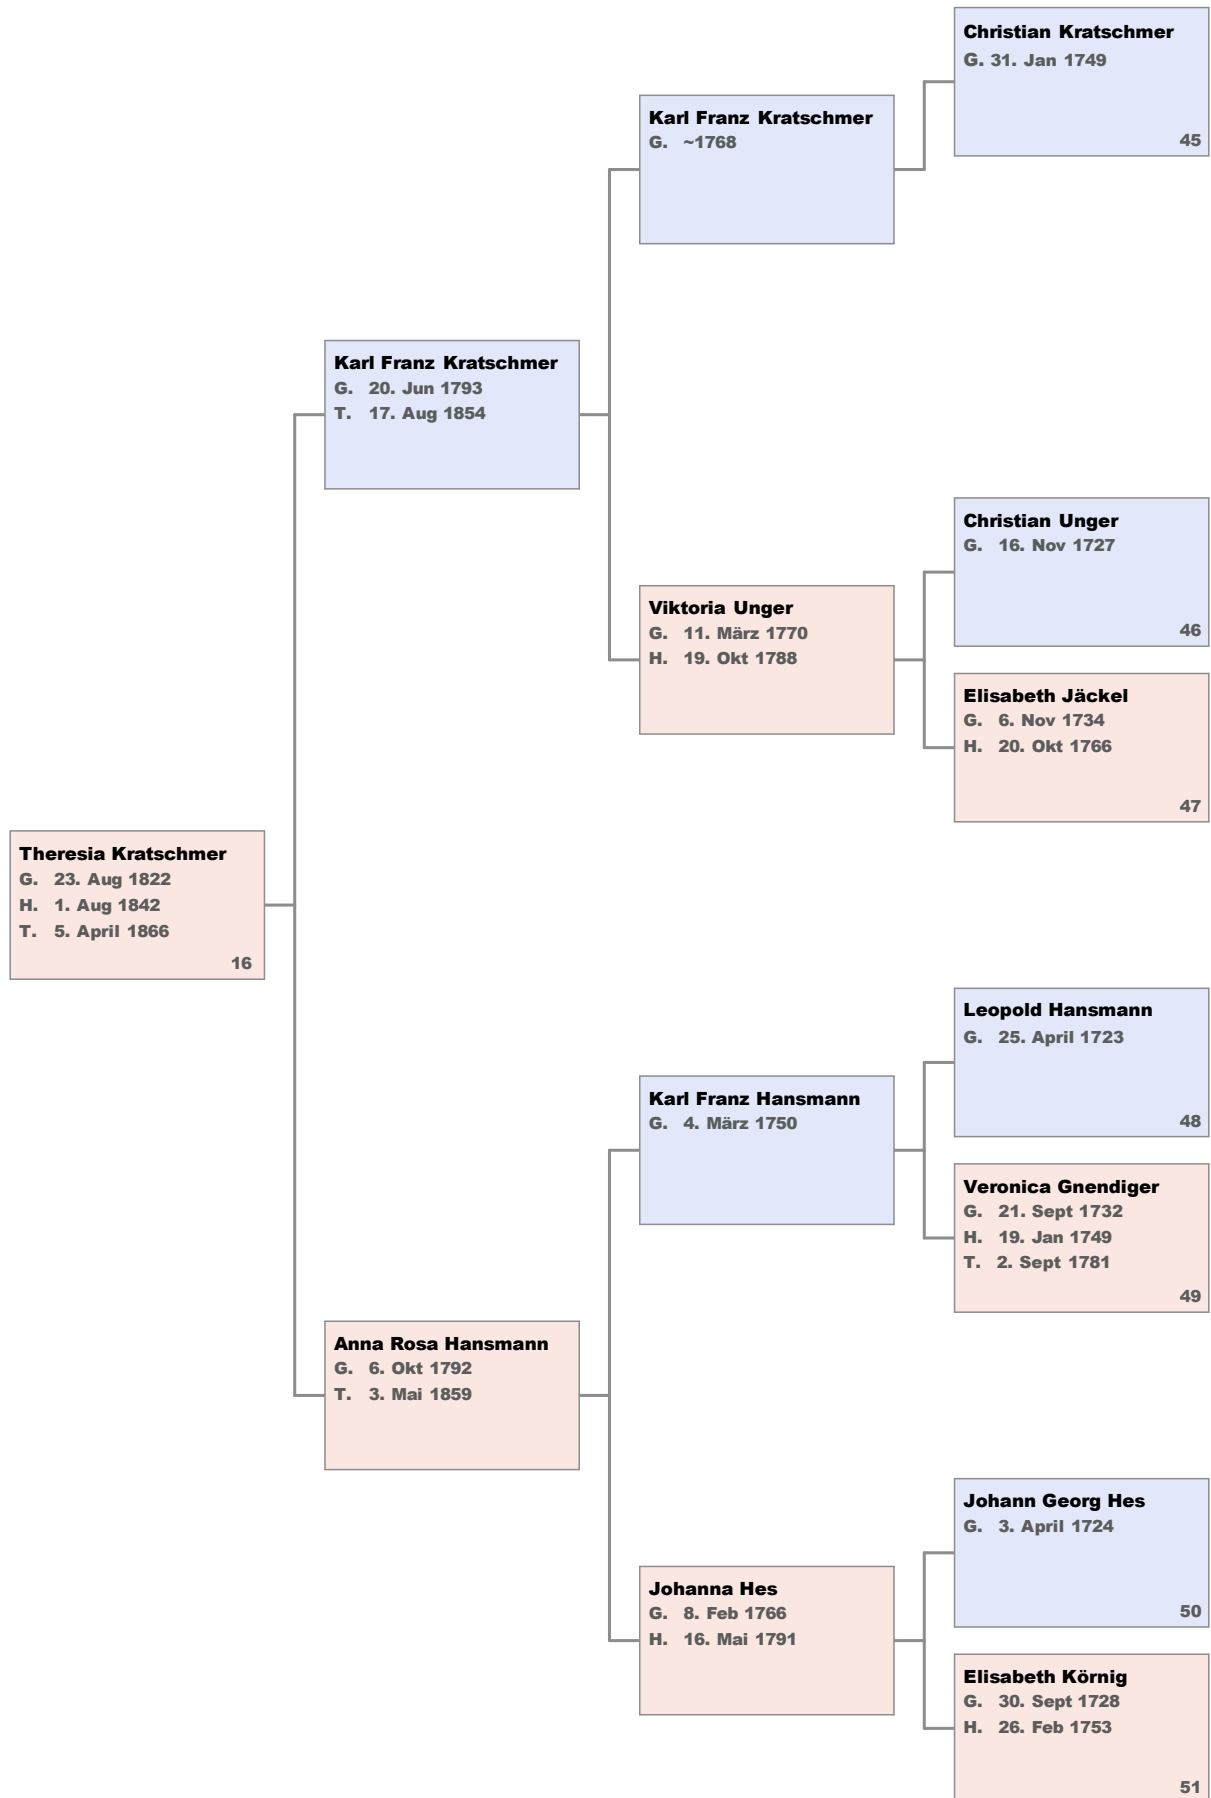 Christian Kratschmer
G. 31. Jan 1749
45
Karl Franz Kratschmer
G. ~1768
Karl Franz Kratschmer
G. 20. Jun 1793
T. 17. Aug 1854
Christian Unger
G. 16. Nov 1727
46
Viktoria Unger
G. 11. März 1770
H. 19. Okt 1788
Elisabeth Jäckel
G. 6. Nov 1734
H. 20. Okt 1766
47
Theresia Kratschmer
G. 23. Aug 1822
H. 1. Aug 1842
T. 5. April 1866
16
Leopold Hansmann
G. 25. April 1723
48
Karl Franz Hansmann
G. 4. März 1750
Veronica Gnendiger
G. 21. Sept 1732
H. 19. Jan 1749
T. 2. Sept 1781
49
Anna Rosa Hansmann
G. 6. Okt 1792
T. 3. Mai 1859
Johann Georg Hes
G. 3. April 1724
50
Johanna Hes
G. 8. Feb 1766
H. 16. Mai 1791
Elisabeth Körnig
G. 30. Sept 1728
H. 26. Feb 1753
51